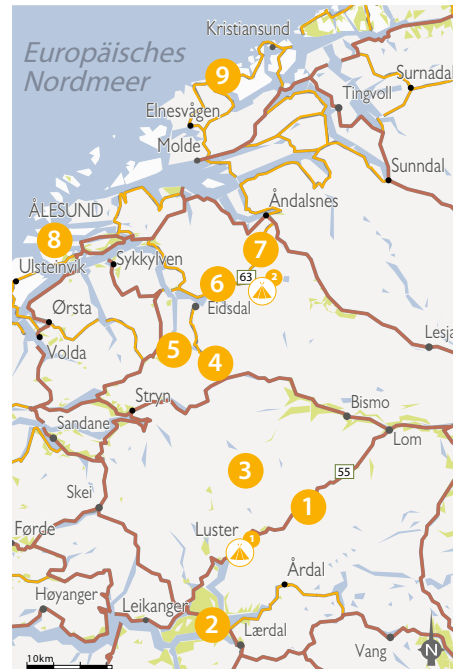 Kristiansund
Europäisches
Nordmeer
9
Surnadal
Tingvoll
Elnesvågen
Molde
Sunndal
ÅLESUND
Åndalsnes
8
7
Sykkylven
Ulsteinvik
6
63
2
Eidsdal
Ørsta
Volda
5
4
Lesja
Stryn
Bismo
Sandane
Lom
3
55
Skei
1
Luster
1
Førde
Årdal
Høyanger
Leikanger
2
Lærdal
Vang
N
10km